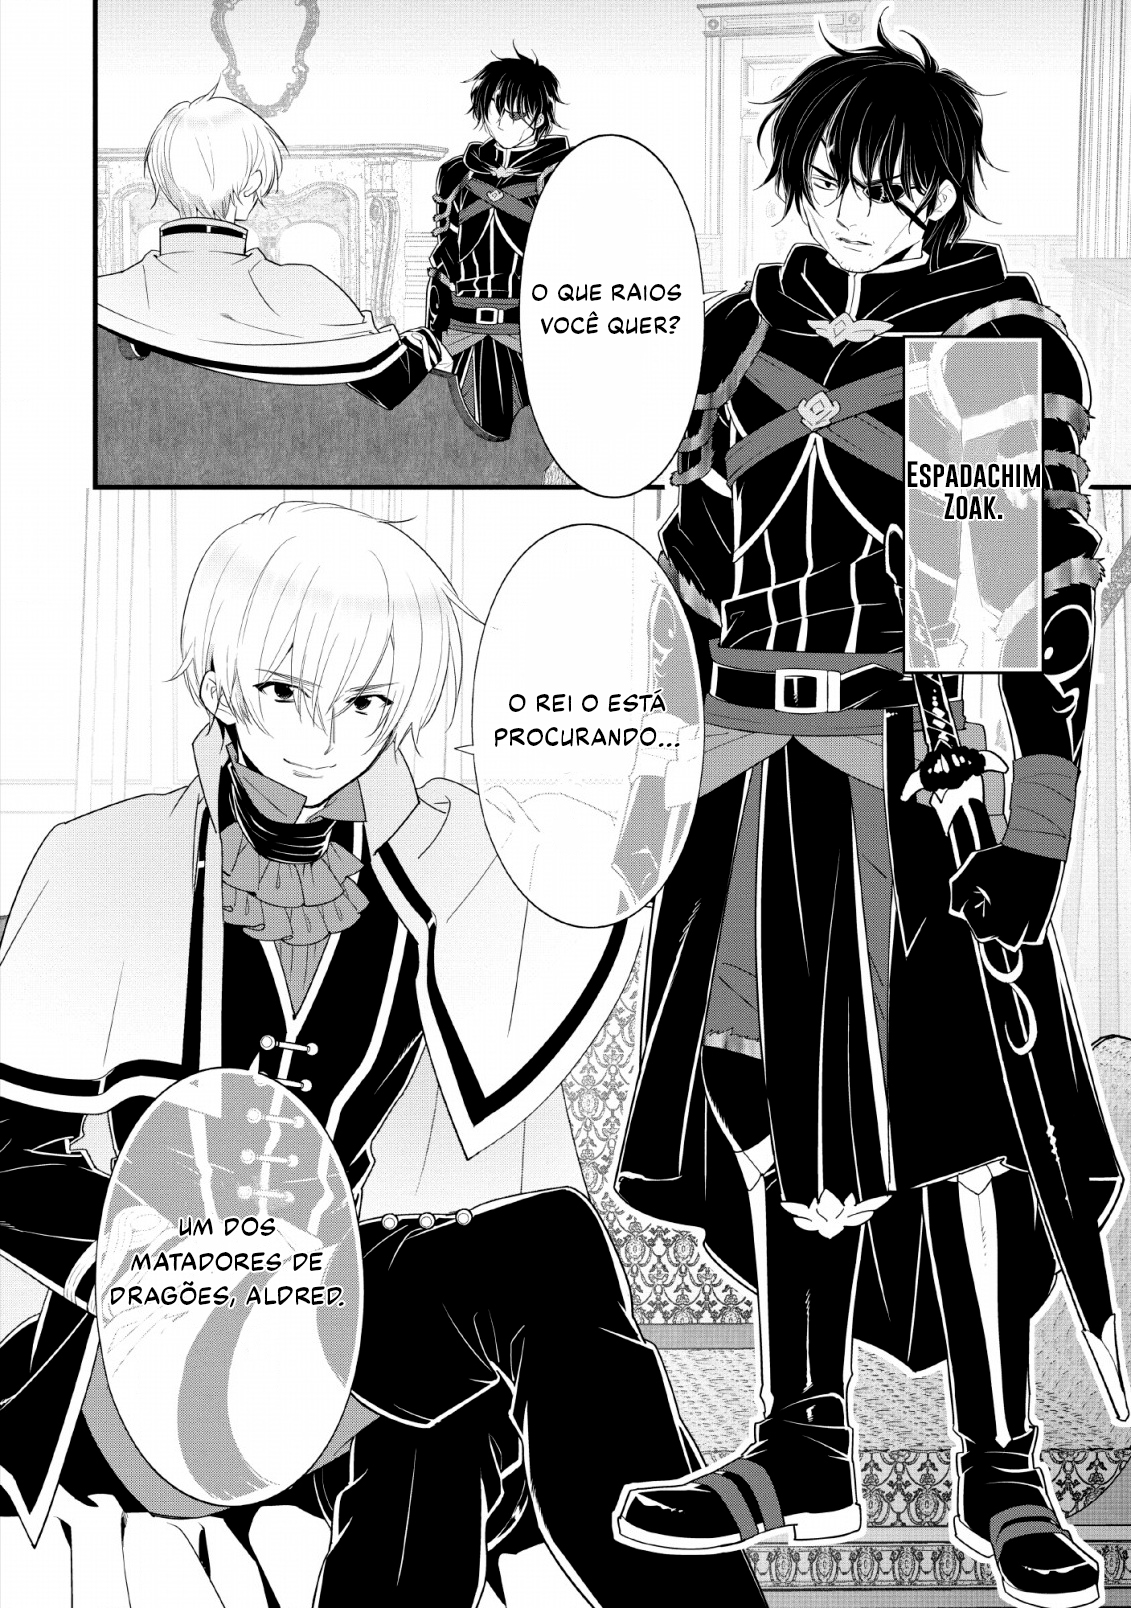 O QUE RAIOS
VOCÊ QUER?
ESPADACHIM
ZOAK.
O REI O ESTÁ
PROCURANDO...
UM DOS
MATADORES DE
DRAGÕES, ALDRED.